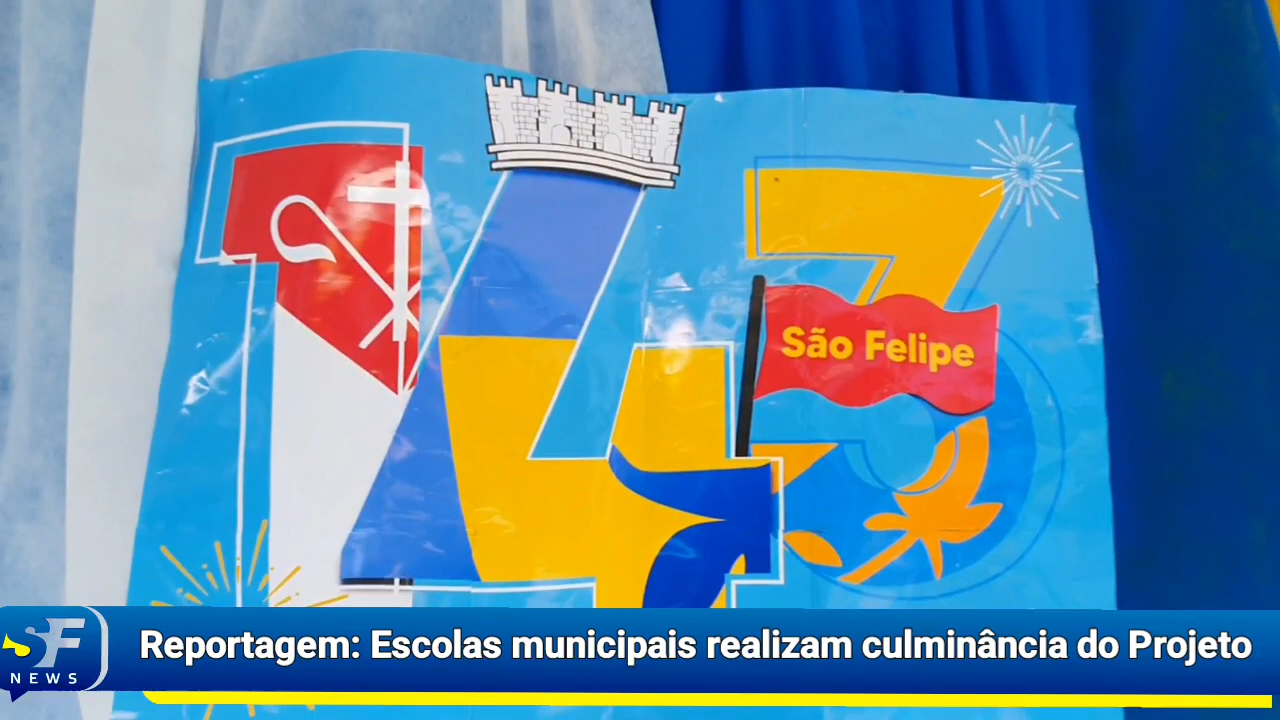 143
São Felipe
SF
NEWS
Reportagem: Escolas municipais realizam culminância do Projeto